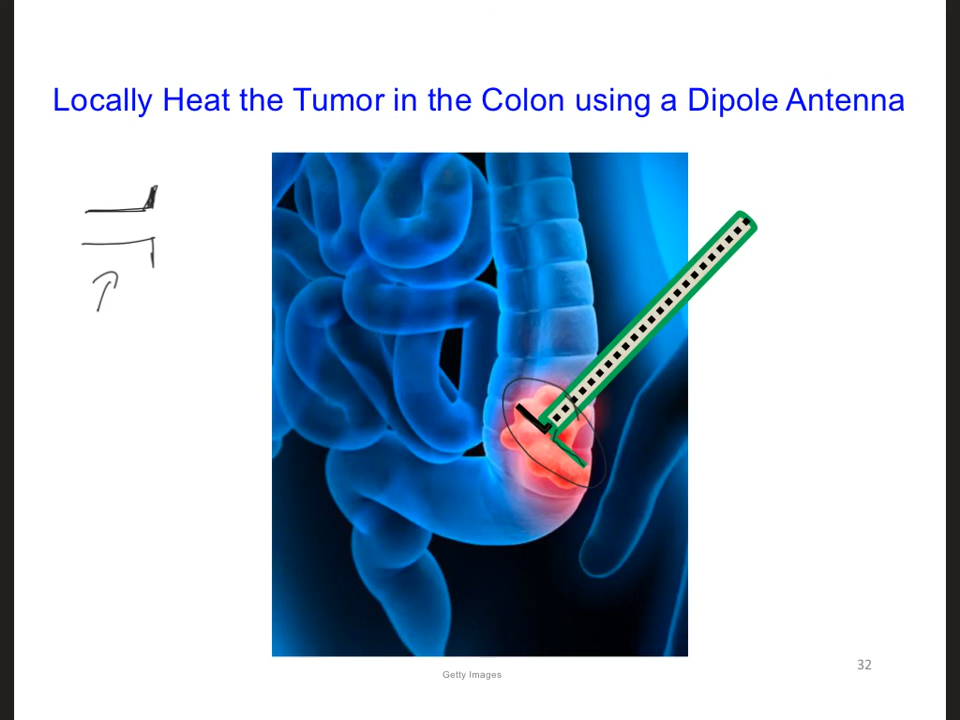 Locally Heat the Tumor in the Colon using a Dipole Antenna
Getty Images
32